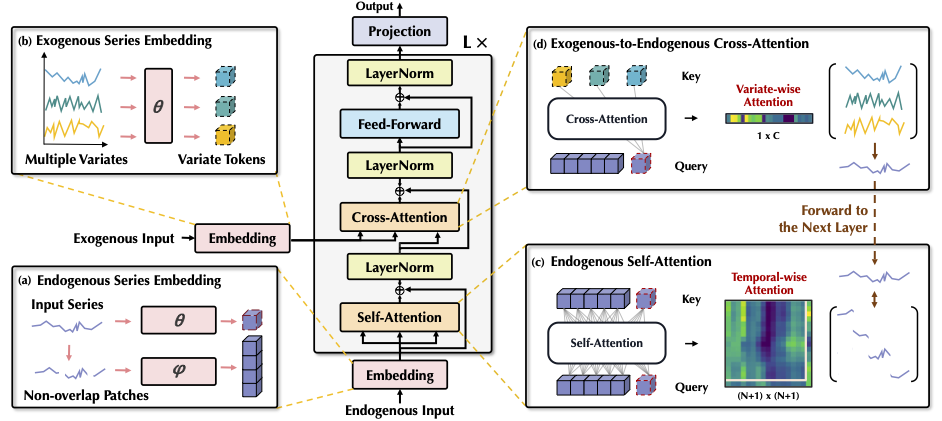 Output
Projection
L ×
LayerNorm
Feed-Forward
LayerNorm
Cross-Attention
LayerNorm
Self-Attention
Embedding
Endogenous Input
Exogenous Input
Embedding
(b) Exogenous Series Embedding
θ
Multiple Variates
Variate Tokens
(a) Endogenous Series Embedding
Input Series
θ
φ
Non-overlap Patches
(d) Exogenous-to-Endogenous Cross-Attention
Key
Cross-Attention
Query
Variate-wise
Attention
1 x C
Forward to
the Next Layer
(c) Endogenous Self-Attention
Key
Self-Attention
Query
Temporal-wise
Attention
(N+1) x (N+1)